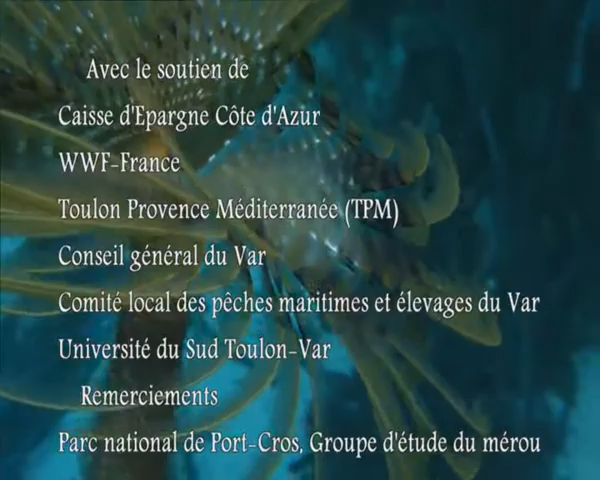 Avec le soutien de
Caisse d'Epargne Côte d'Azur
WWF-France
Toulon Provence Méditerranée (TPM)
Conseil général du Var
Comité local des pêches maritimes et élevages du Var
Université du Sud Toulon-Var
Remerciements
Parc national de Port-Cros, Groupe d'étude du mérou